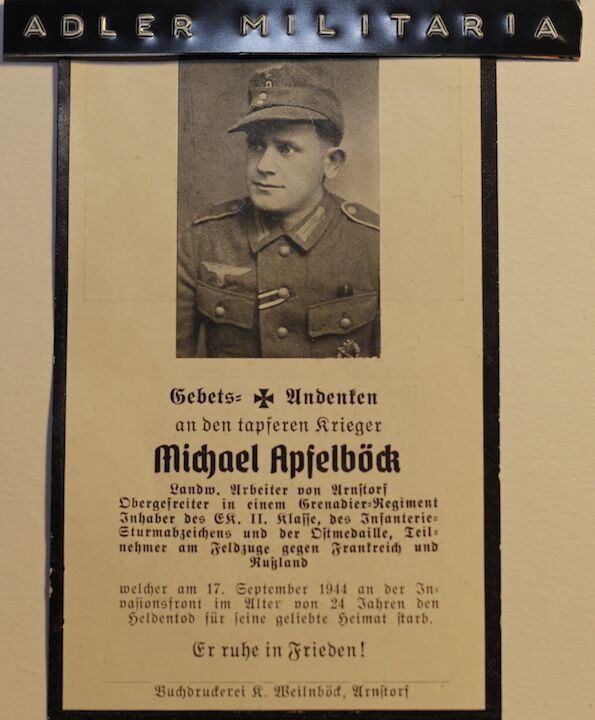 ADLER MILITARIA
Gebets= Andenken
an den tapferen Krieger
Michael Apfelböck
Landw. Arbeiter von Arnstorf
Obergefreiter in einem Grenadier=Regiment
Inhaber des EK. II. Klasse, des Infanterie=
Sturmabzeichens und der Ostmedaille, Teil=
nehmer am Feldzuge gegen Frankreich und
Rußland
welcher am 17. September 1944 an der In=
vasionsfront im Alter von 24 Jahren den
Heldentod für seine geliebte Heimat starb.
Er ruhe in Frieden!
Buchdruckerei K. Weilnböck, Arnstorf